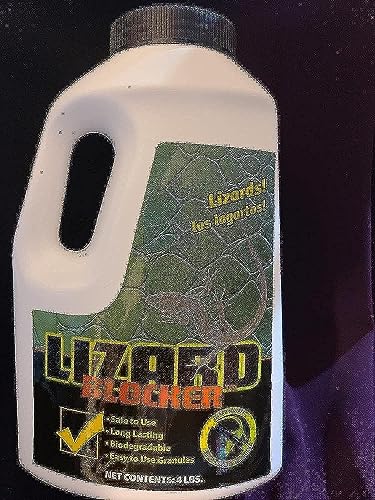 Lizards!
los lagartos!
LIZARD
BLOCKER
• Safe to Use
• Long Lasting
• Biodegradable
• Easy to Use Granules
NET CONTENTS: 4 LBS.